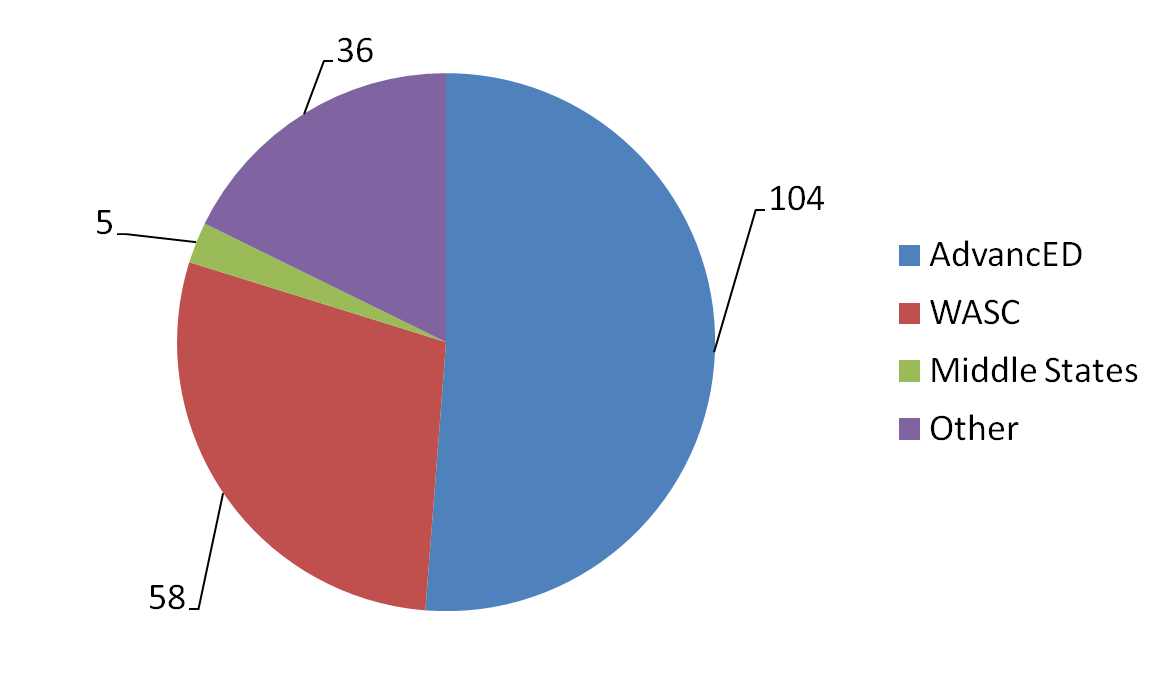 36
104
5
58
AdvancED
WASC
Middle States
Other